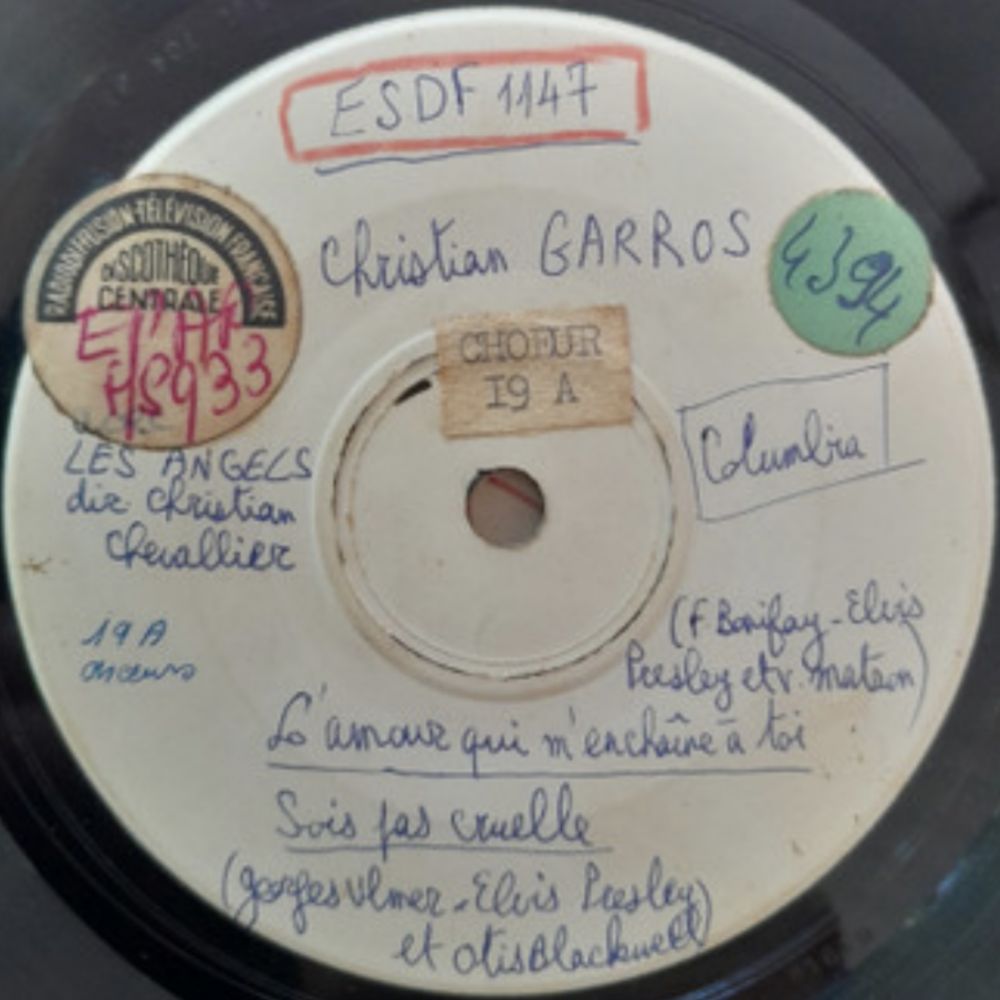 ESDF 1147
Christian GARROS
RADIODIFFUSION-TÉLÉVISION FRANÇAISE
DISCOTHÈQUE
CENTRALE
HS933
4394
CHOEUR
19 A
Columbia
LES ANGELS
dir Christian
Chevallier
19A
choeurs
(F Bonifay - Elvis
Presley et v. matson)
L'amour qui m'enchaîne à toi
Sois pas cruelle
(georges Ulmer - Elvis Presley)
et otis Blackwell